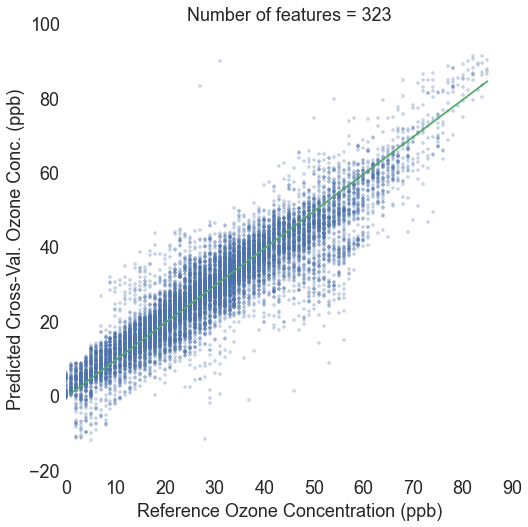 Number of features = 323
100
80
60
40
20
0
−20
Predicted Cross-Val. Ozone Conc. (ppb)
0 10 20 30 40 50 60 70 80 90
Reference Ozone Concentration (ppb)